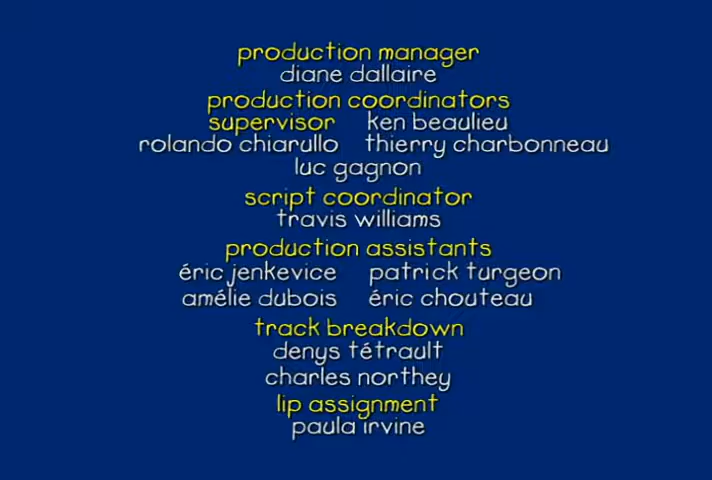 production manager
diane dallaire
production coordinators
supervisor ken beaulieu
rolando chiarullo thierry charbonneau
luc gagnon
script coordinator
travis williams
production assistants
éric jenkevice patrick turgeon
amélie dubois éric chouteau
track breakdown
denys tétrault
charles northey
lip assignment
paula irvine